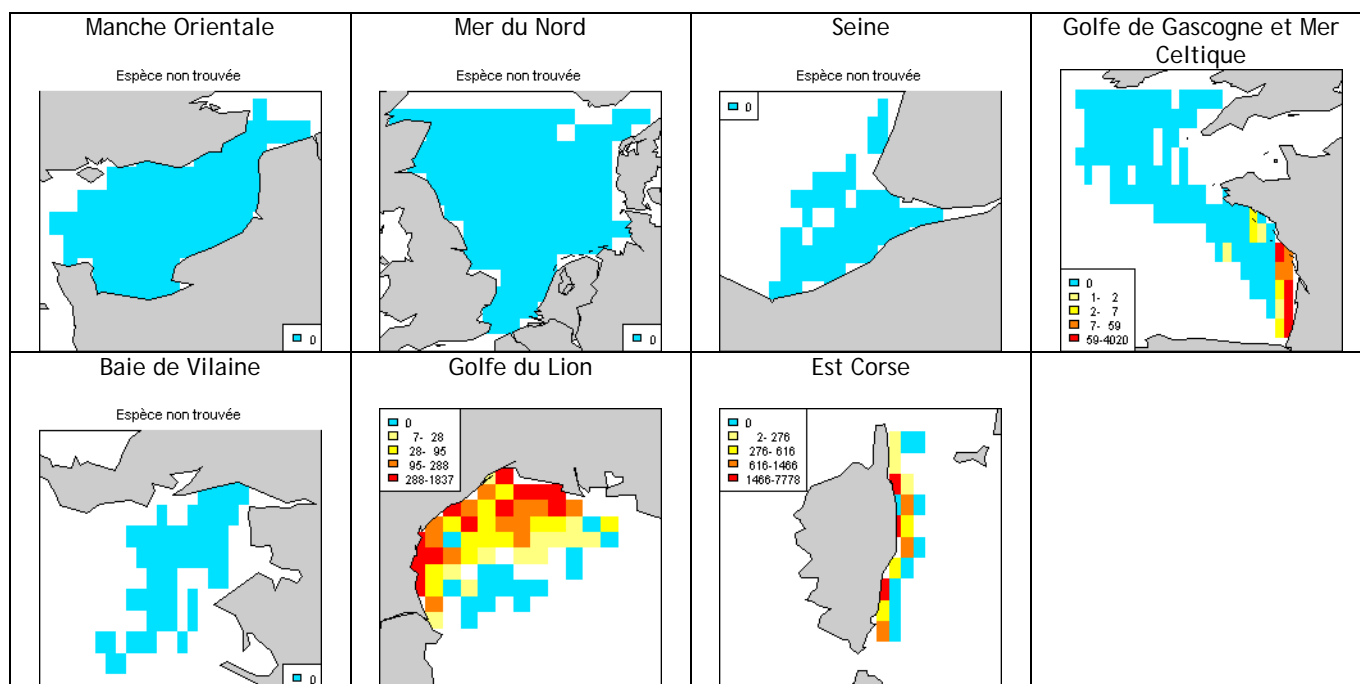 Manche Orientale
Espèce non trouvée
0
Mer du Nord
Espèce non trouvée
0
Seine
Espèce non trouvée
0
Golfe de Gascogne et Mer
Celtique
0
1- 2
2- 7
7- 59
59-4020
Baie de Vilaine
Espèce non trouvée
0
Golfe du Lion
0
7- 28
28- 95
95- 288
288-1837
Est Corse
0
2- 276
276- 616
616-1466
1466-7778